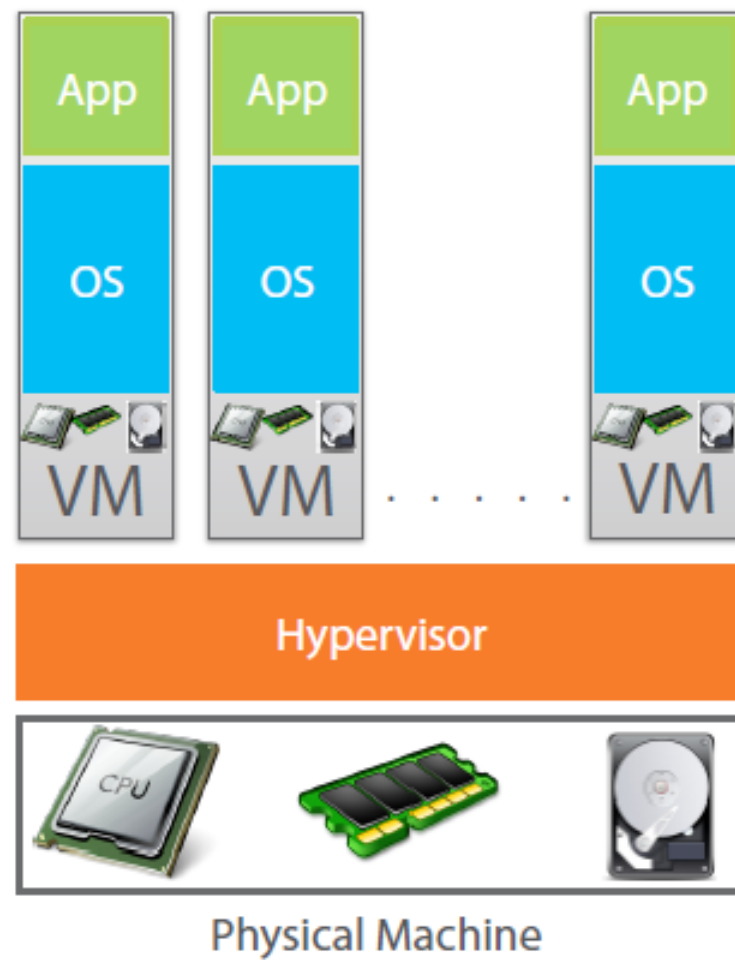 App App App
OS OS OS
VM VM . . . . . VM
Hypervisor
CPU
Physical Machine